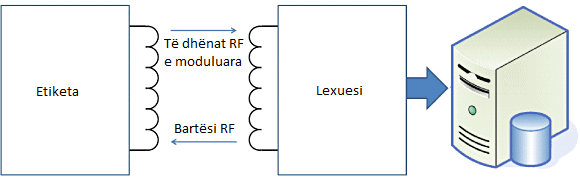 Etiketa
Të dhënat RF
e moduluara
Bartësi RF
Lexuesi